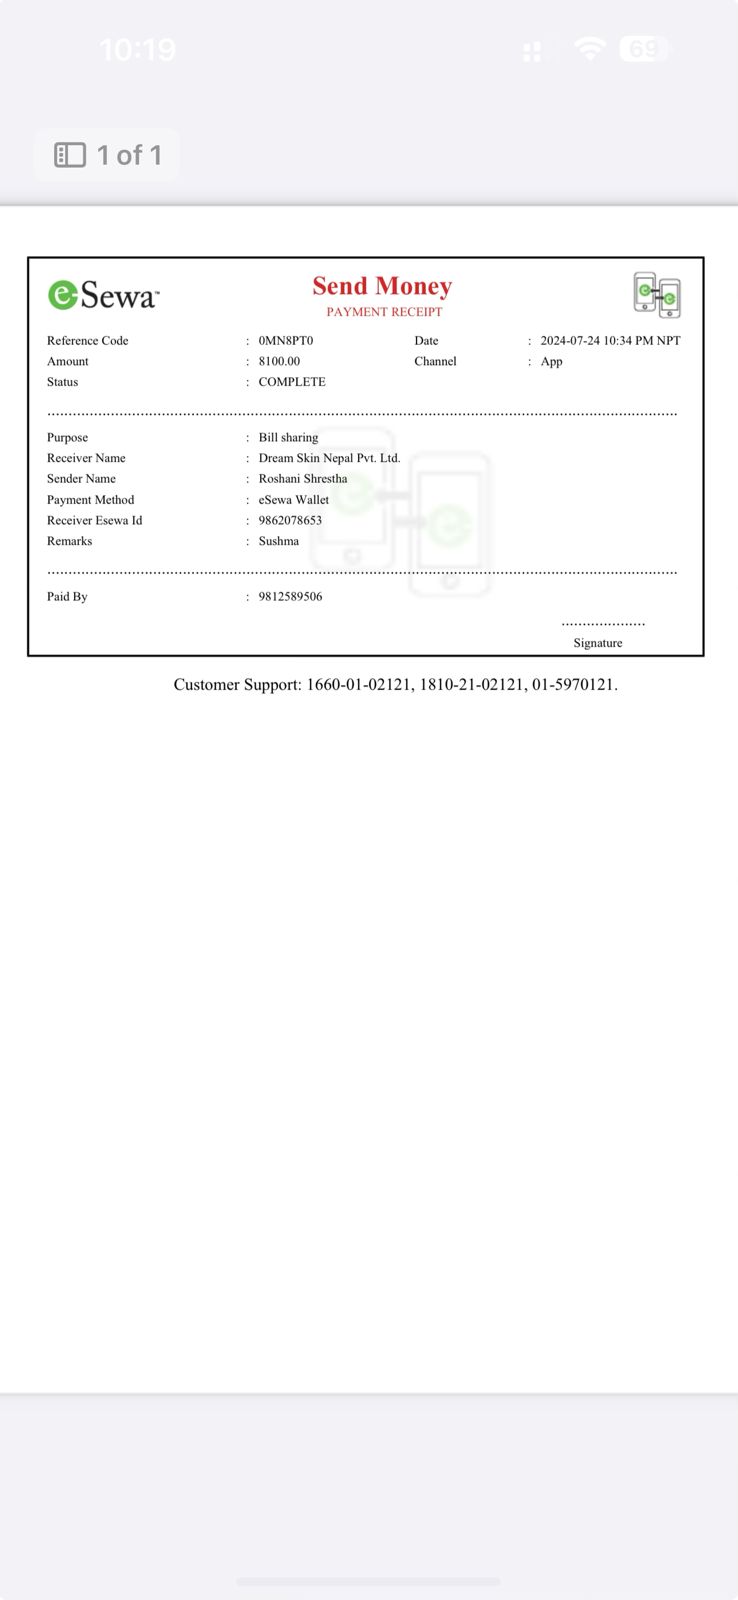 10:19
69
1 of 1
eSewa™
Send Money
PAYMENT RECEIPT
Reference Code : 0MN8PT0 Date : 2024-07-24 10:34 PM NPT
Amount : 8100.00 Channel : App
Status : COMPLETE
Purpose : Bill sharing
Receiver Name : Dream Skin Nepal Pvt. Ltd.
Sender Name : Roshani Shrestha
Payment Method : eSewa Wallet
Receiver Esewa Id : 9862078653
Remarks : Sushma
Paid By : 9812589506
Signature
Customer Support: 1660-01-02121, 1810-21-02121, 01-5970121.